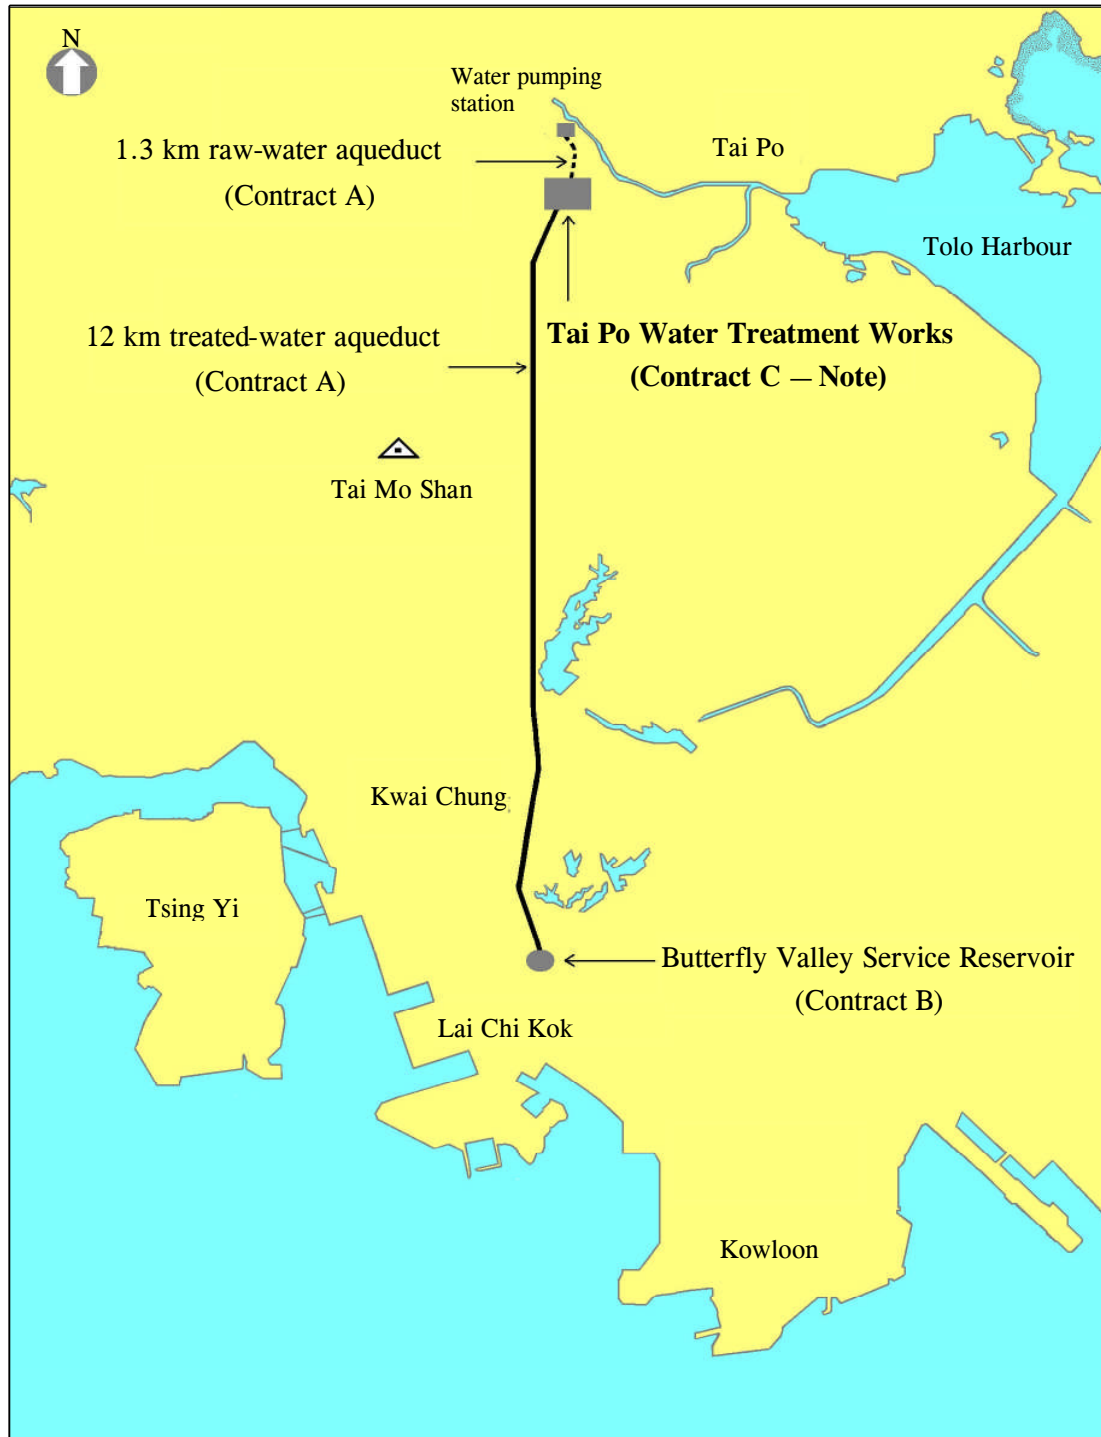 N
Water pumping
station
1.3 km raw-water aqueduct
(Contract A)
Tai Po
Tolo Harbour
12 km treated-water aqueduct
(Contract A)
Tai Po Water Treatment Works
(Contract C — Note)
Tai Mo Shan
Kwai Chung
Tsing Yi
Butterfly Valley Service Reservoir
(Contract B)
Lai Chi Kok
Kowloon